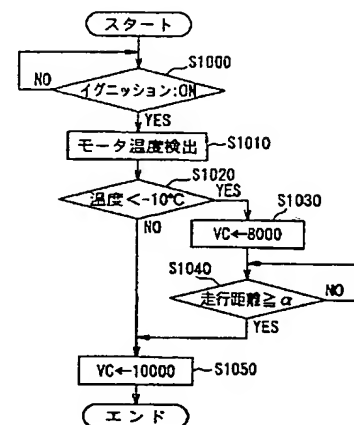 スタート
S1000
イグニッション:ON
NO
YES
モータ温度検出
S1010
S1020
温度<-10℃
YES
NO
S1030
VC←8000
S1040
走行距離≧α
NO
YES
VC←10000
S1050
エンド